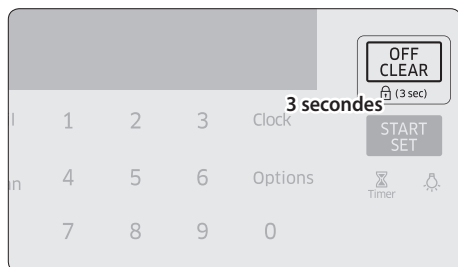 OFF
CLEAR
(3 sec)
3 secondes
1 2 3 Clock
START
SET
4 5 6 Options
Timer
7 8 9 0